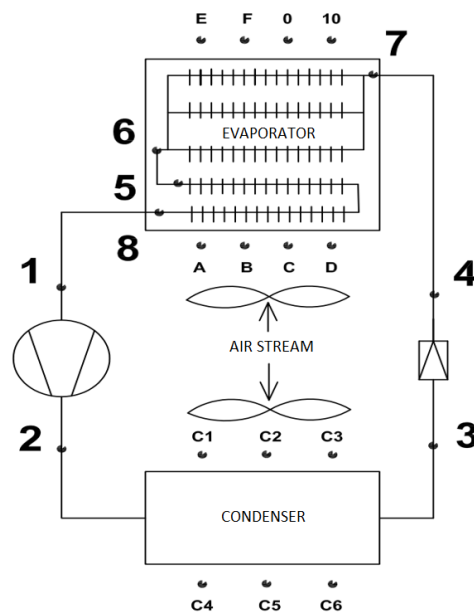 E F 0 10
7
EVAPORATOR
6
5
8
A B C D
1
4
AIR STREAM
2
3
C1 C2 C3
CONDENSER
C4 C5 C6